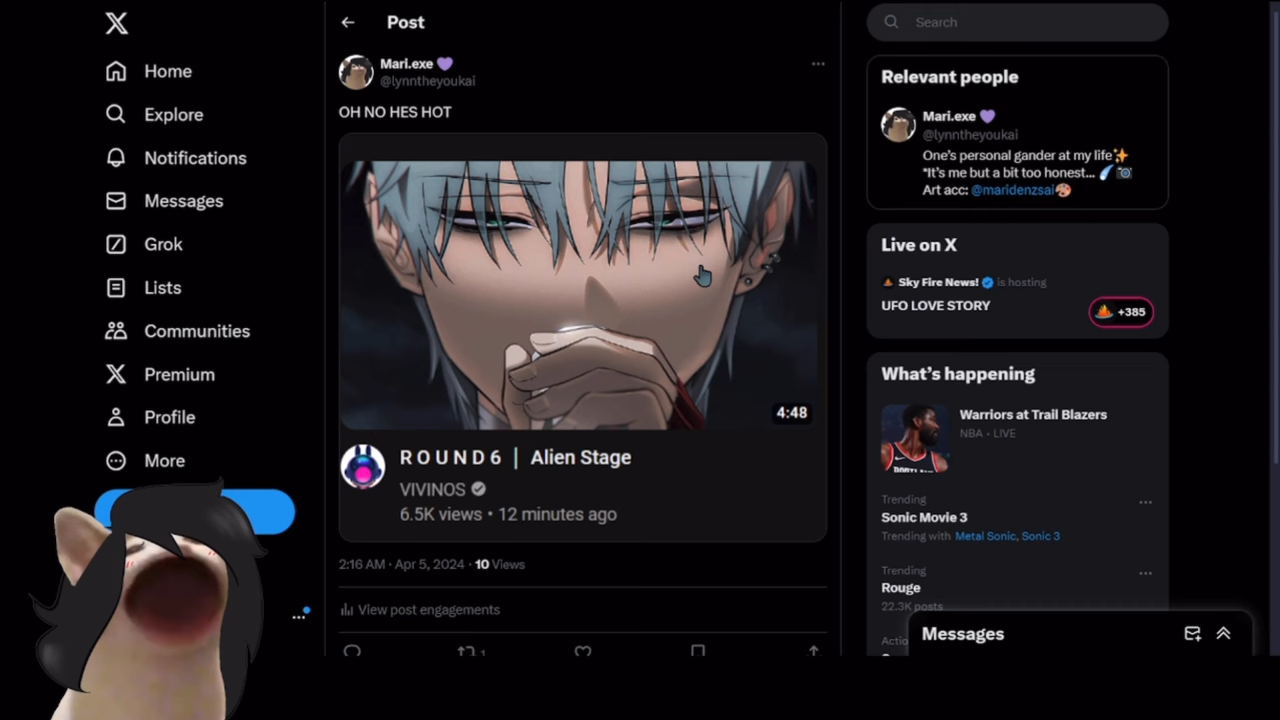 Home
Explore
Notifications
Messages
Grok
Lists
Communities
Premium
Profile
More
Post
Mari.exe 💜
@lynntheyoukai
OH NO HES HOT
4:48
R O U N D 6 │ Alien Stage
VIVINOS
6.5K views • 12 minutes ago
2:16 AM · Apr 5, 2024 · 10 Views
View post engagements
1
Search
Relevant people
Mari.exe 💜
@lynntheyoukai
One's personal gander at my life✨
*It's me but a bit too honest... ☄️📷
Art acc: @maridenzsai🎨
Live on X
Sky Fire News! is hosting
UFO LOVE STORY
+385
What's happening
Warriors at Trail Blazers
NBA · LIVE
PORTLAND
Trending
Sonic Movie 3
Trending with Metal Sonic, Sonic 3
Trending
Rouge
22.3K posts
Actio
Messages